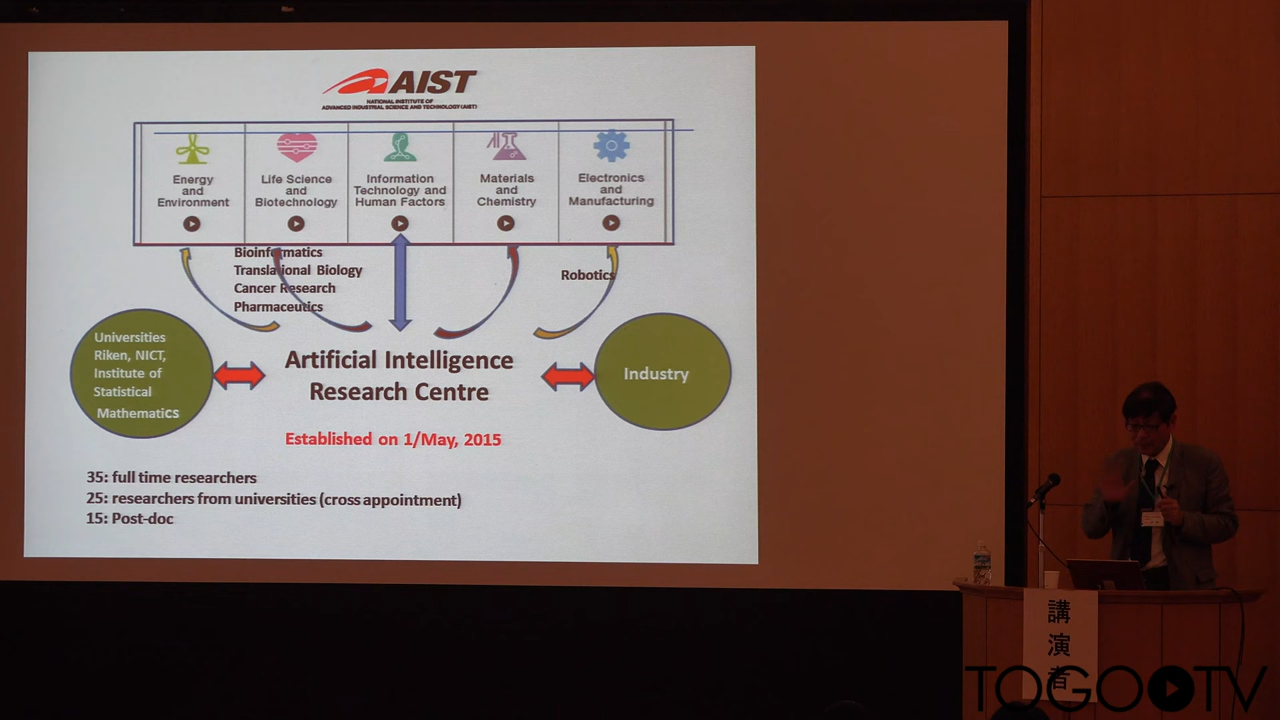 AIST
NATIONAL INSTITUTE OF
ADVANCED INDUSTRIAL SCIENCE AND TECHNOLOGY (AIST)
Energy
and
Environment
Life Science
and
Biotechnology
Information
Technology and
Human Factors
Materials
and
Chemistry
Electronics
and
Manufacturing
Bioinformatics
Translational Biology
Cancer Research
Pharmaceutics
Robotics
Universities
Riken, NICT,
Institute of
Statistical
Mathematics
Artificial Intelligence
Research Centre
Industry
Established on 1/May, 2015
35: full time researchers
25: researchers from universities (cross appointment)
15: Post-doc
講
演
者
TOGO TV